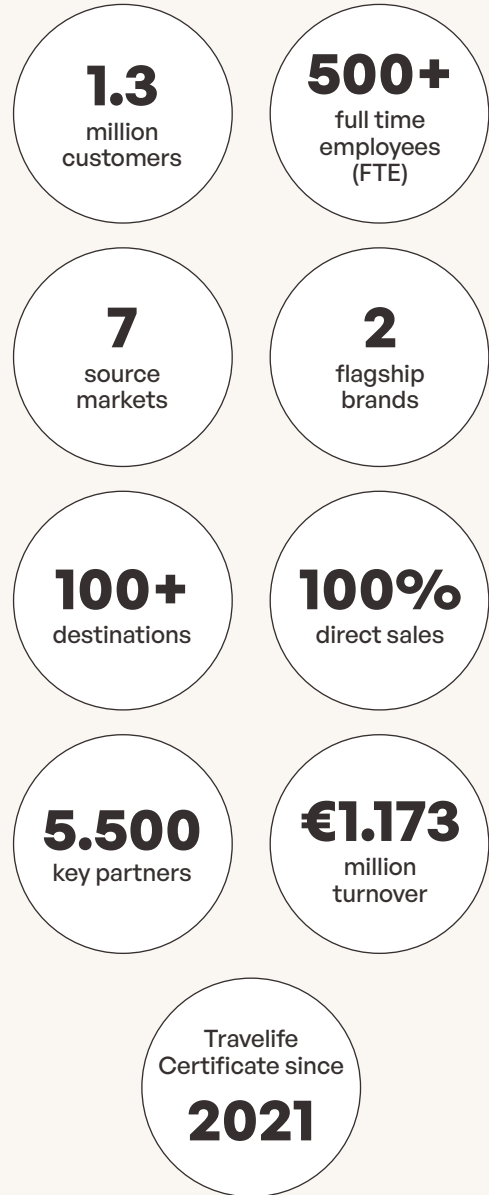 1.3
million
customers
500+
full time
employees
(FTE)
7
source
markets
2
flagship
brands
100+
destinations
100%
direct sales
5.500
key partners
€1.173
million
turnover
Travelife
Certificate since
2021